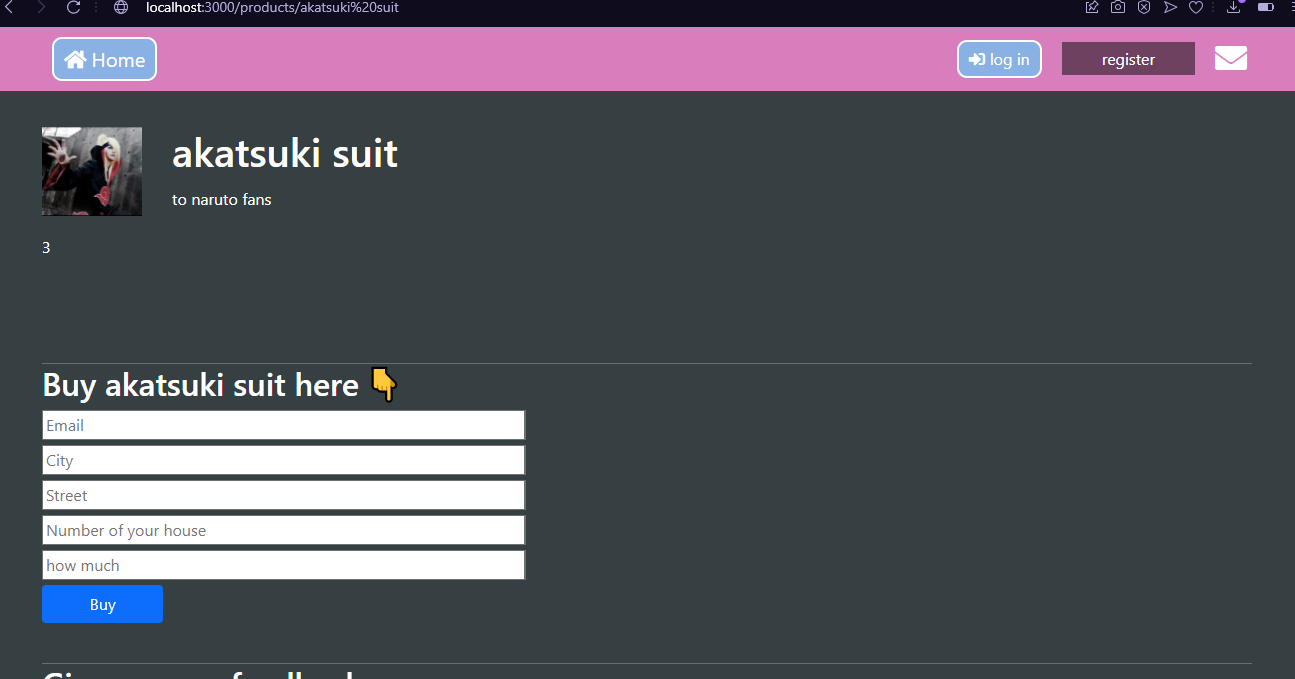 localhost:3000/products/akatsuki%20suit
Home
log in
register
akatsuki suit
to naruto fans
3
Buy akatsuki suit here 👇
Email
City
Street
Number of your house
how much
Buy